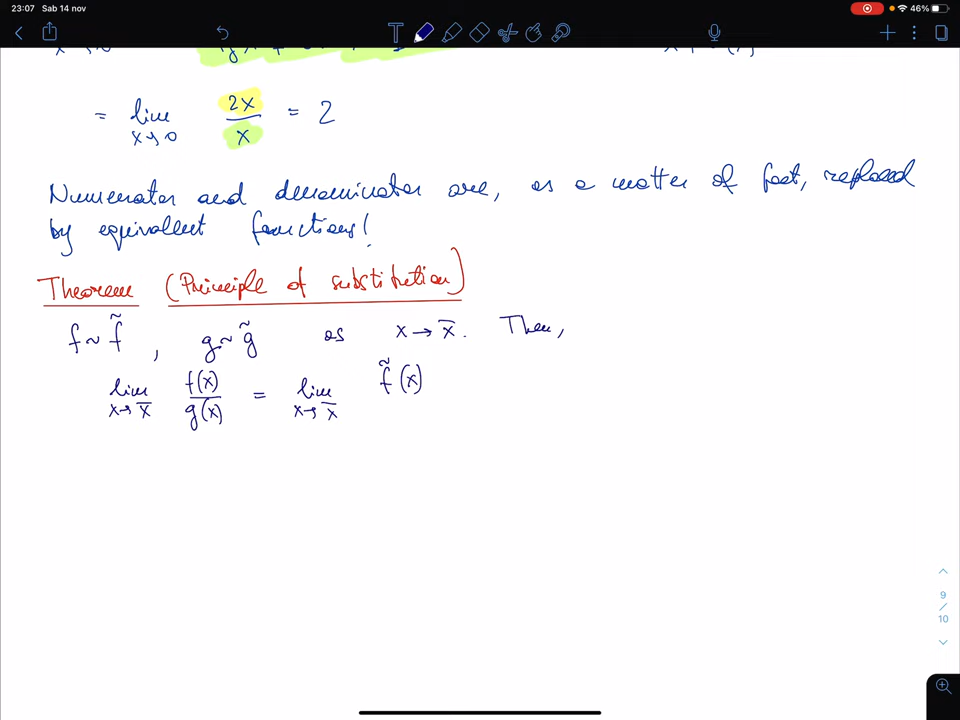 23:07 Sab 14 nov 46%
= lim x→0 2x/x = 2
Numerator and denominator are, as a matter of fact, replaced
by equivalent functions!
Theorem (Principle of substitution)
f ~ f̃ , g ~ g̃ as x → x̄. Then,
lim x→x̄ f(x)/g(x) = lim x→x̄ f̃(x)
9
/
10